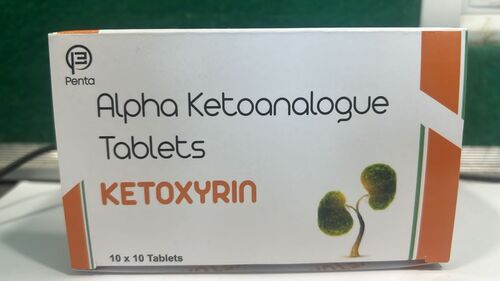 Penta
Alpha Ketoanalogue
Tablets
KETOXYRIN
10 x 10 Tablets